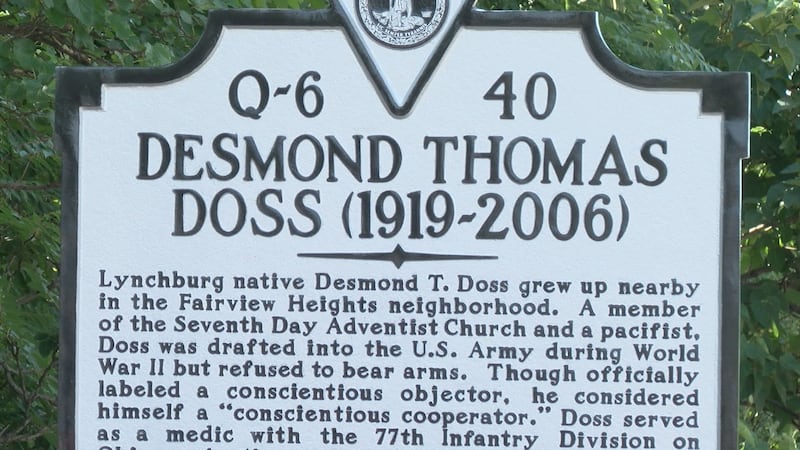 Q-6 40
DESMOND THOMAS
DOSS (1919-2006)
Lynchburg native Desmond T. Doss grew up nearby
in the Fairview Heights neighborhood. A member
of the Seventh Day Adventist Church and a pacifist,
Doss was drafted into the U.S. Army during World
War II but refused to bear arms. Though officially
labeled a conscientious objector, he considered
himself a “conscientious cooperator.” Doss served
as a medic with the 77th Infantry Division on